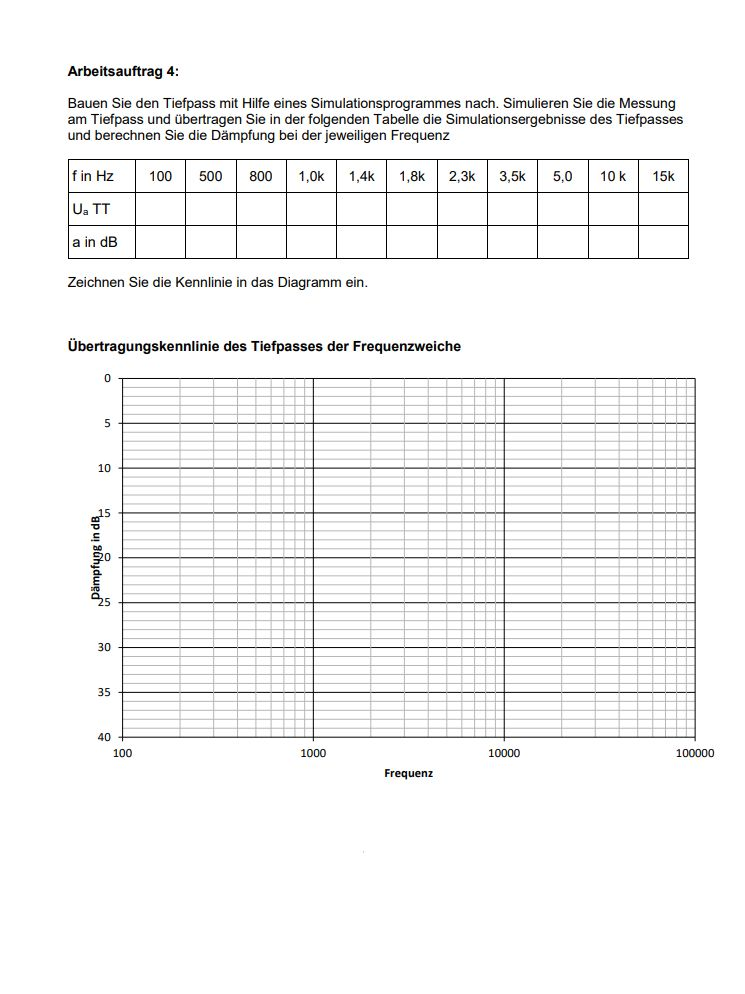 Arbeitsauftrag 4:
Bauen Sie den Tiefpass mit Hilfe eines Simulationsprogrammes nach. Simulieren Sie die Messung
am Tiefpass und übertragen Sie in der folgenden Tabelle die Simulationsergebnisse des Tiefpasses
und berechnen Sie die Dämpfung bei der jeweiligen Frequenz
f in Hz 100 500 800 1,0k 1,4k 1,8k 2,3k 3,5k 5,0 10 k 15k
Uₐ TT
a in dB
Zeichnen Sie die Kennlinie in das Diagramm ein.
Übertragungskennlinie des Tiefpasses der Frequenzweiche
0
5
10
15
20
25
30
35
40
Dämpfung in dB
100 1000 10000 100000
Frequenz